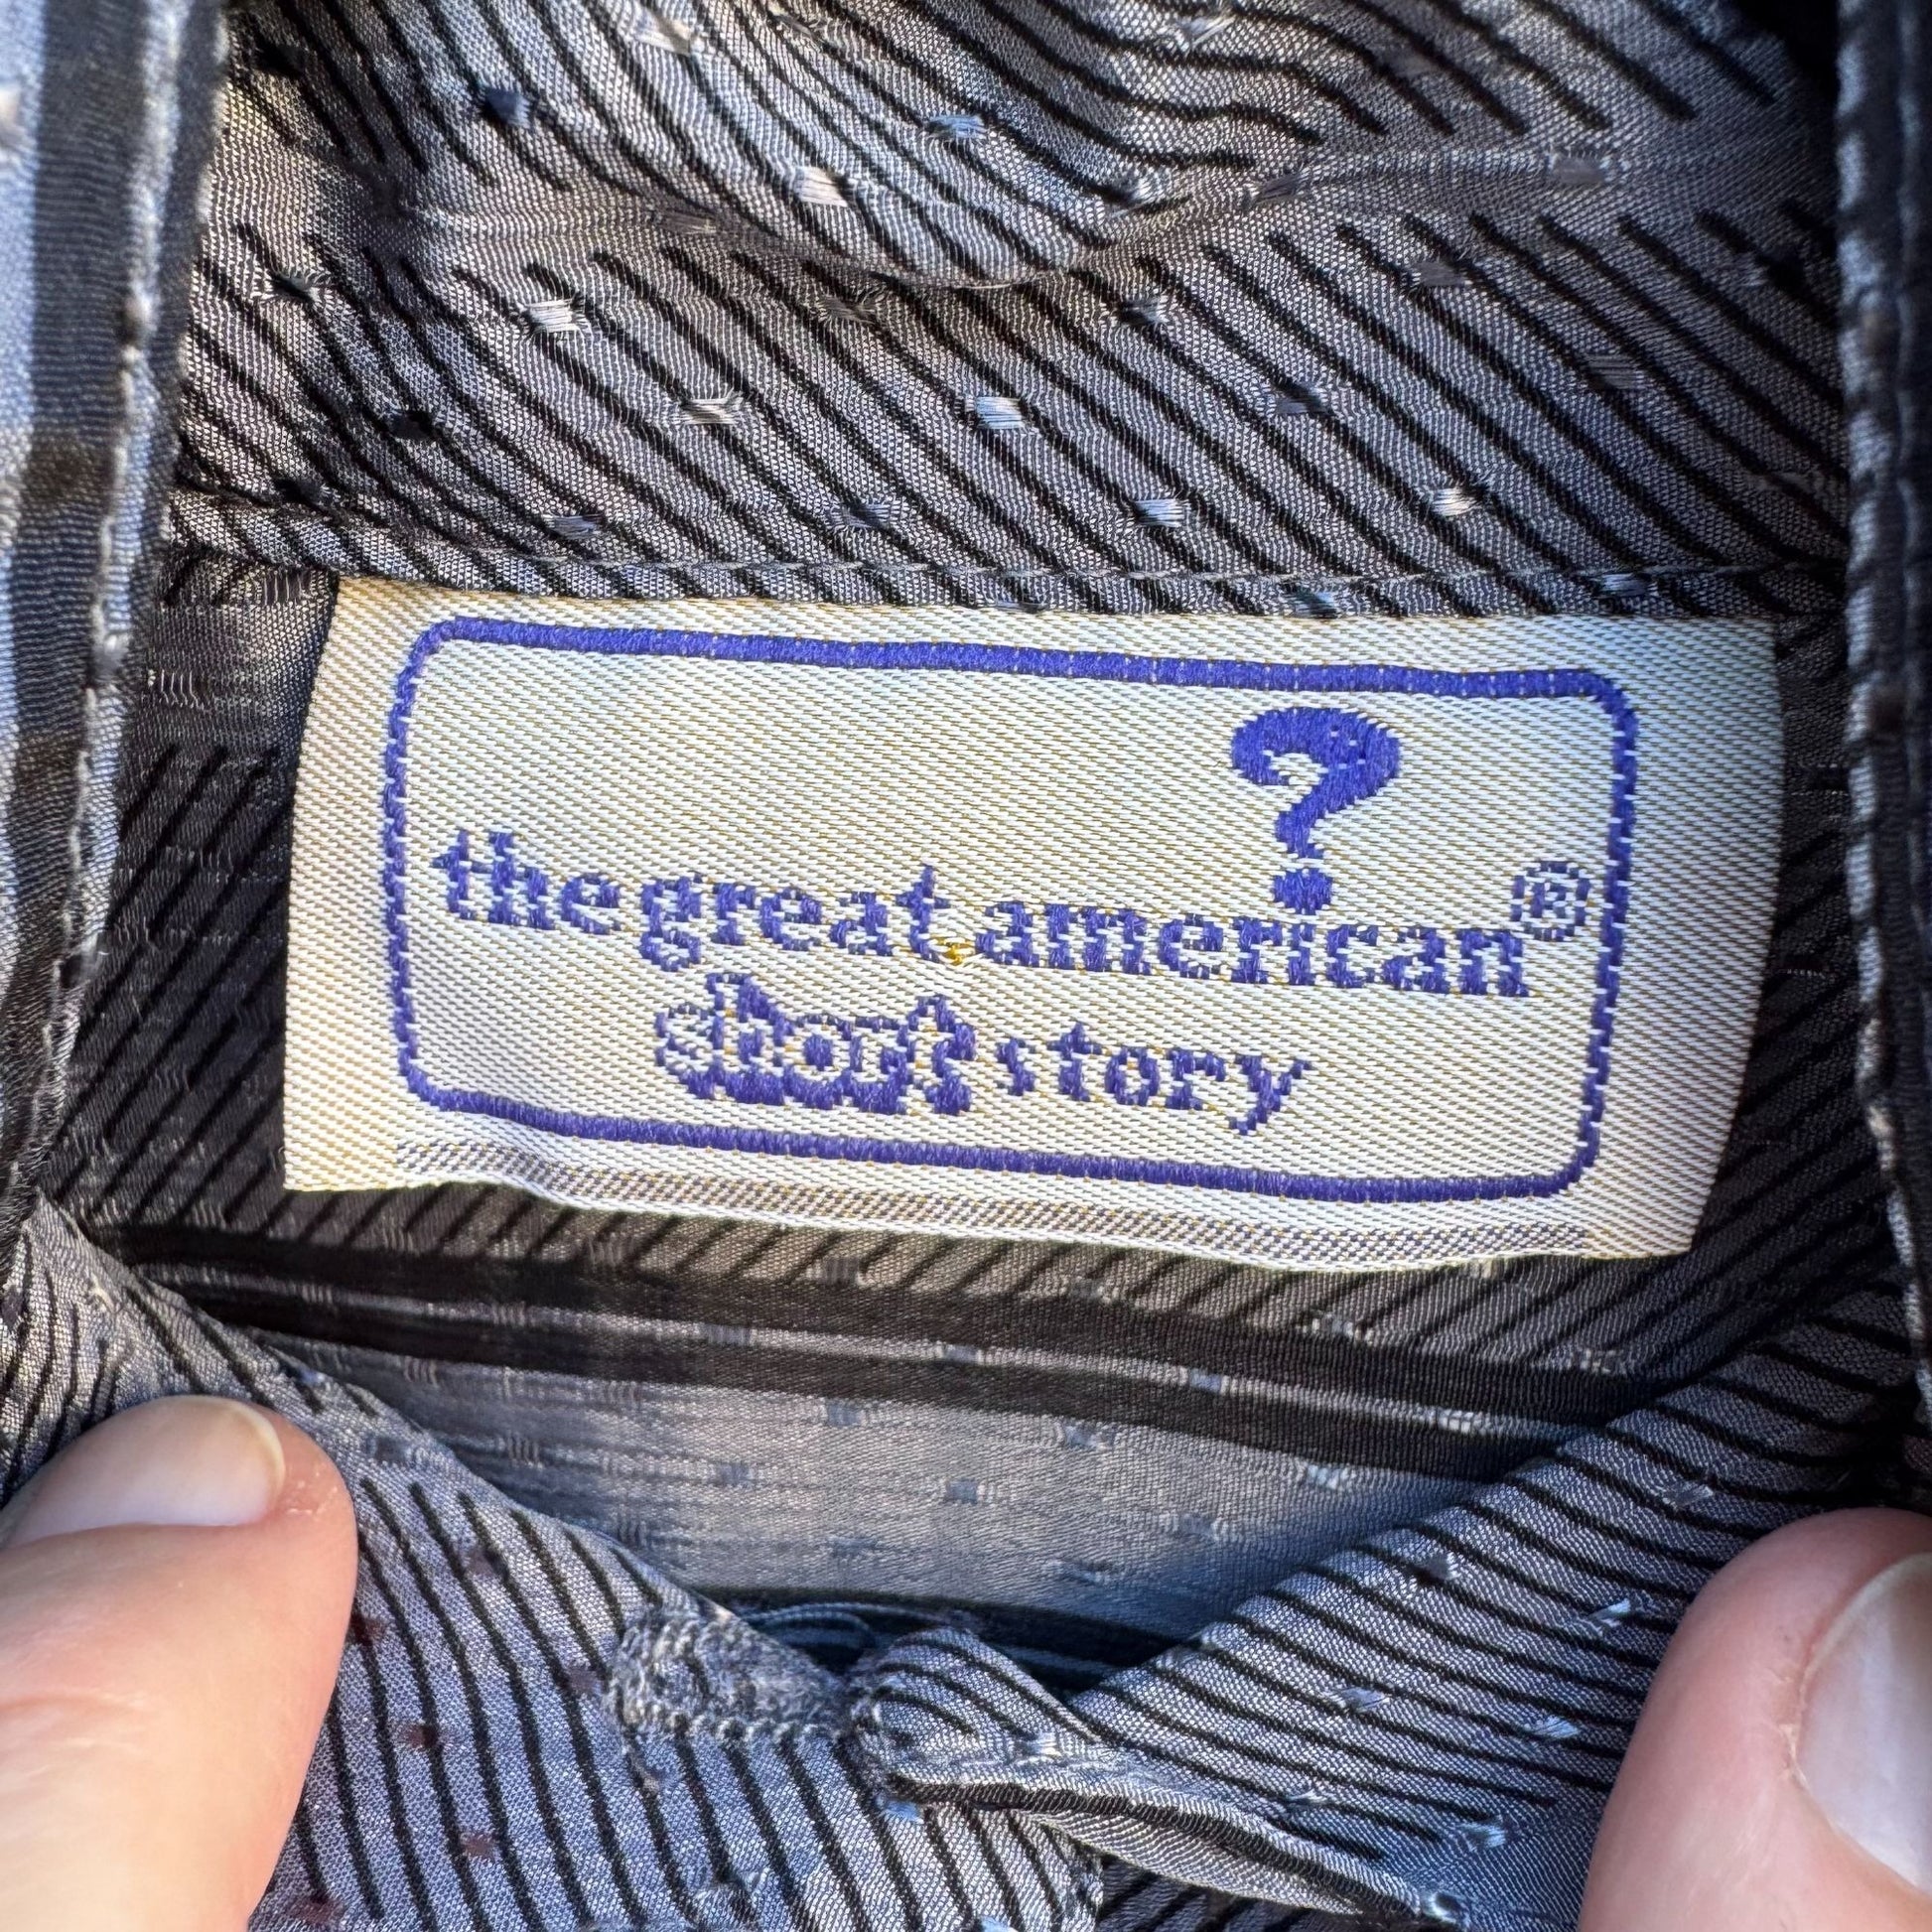 ?
the great american®
short story